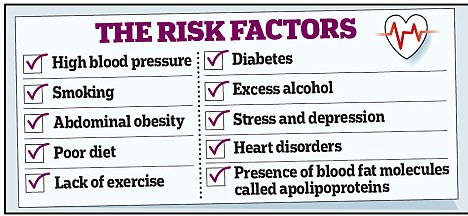 THE RISK FACTORS
High blood pressure
Smoking
Abdominal obesity
Poor diet
Lack of exercise
Diabetes
Excess alcohol
Stress and depression
Heart disorders
Presence of blood fat molecules
called apolipoproteins